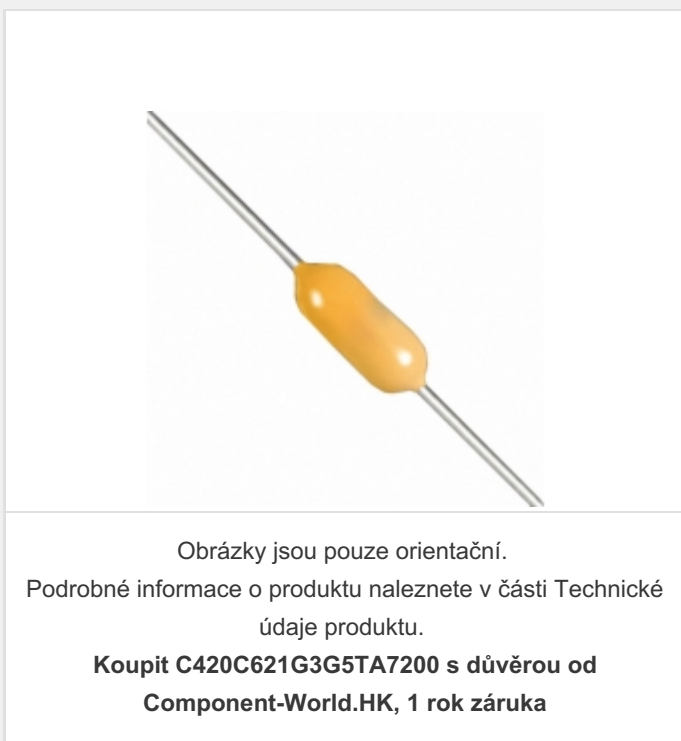 Obrázky jsou pouze orientační.
Podrobné informace o produktu naleznete v části Technické
údaje produktu.
Koupit C420C621G3G5TA7200 s důvěrou od
Component-World.HK, 1 rok záruka